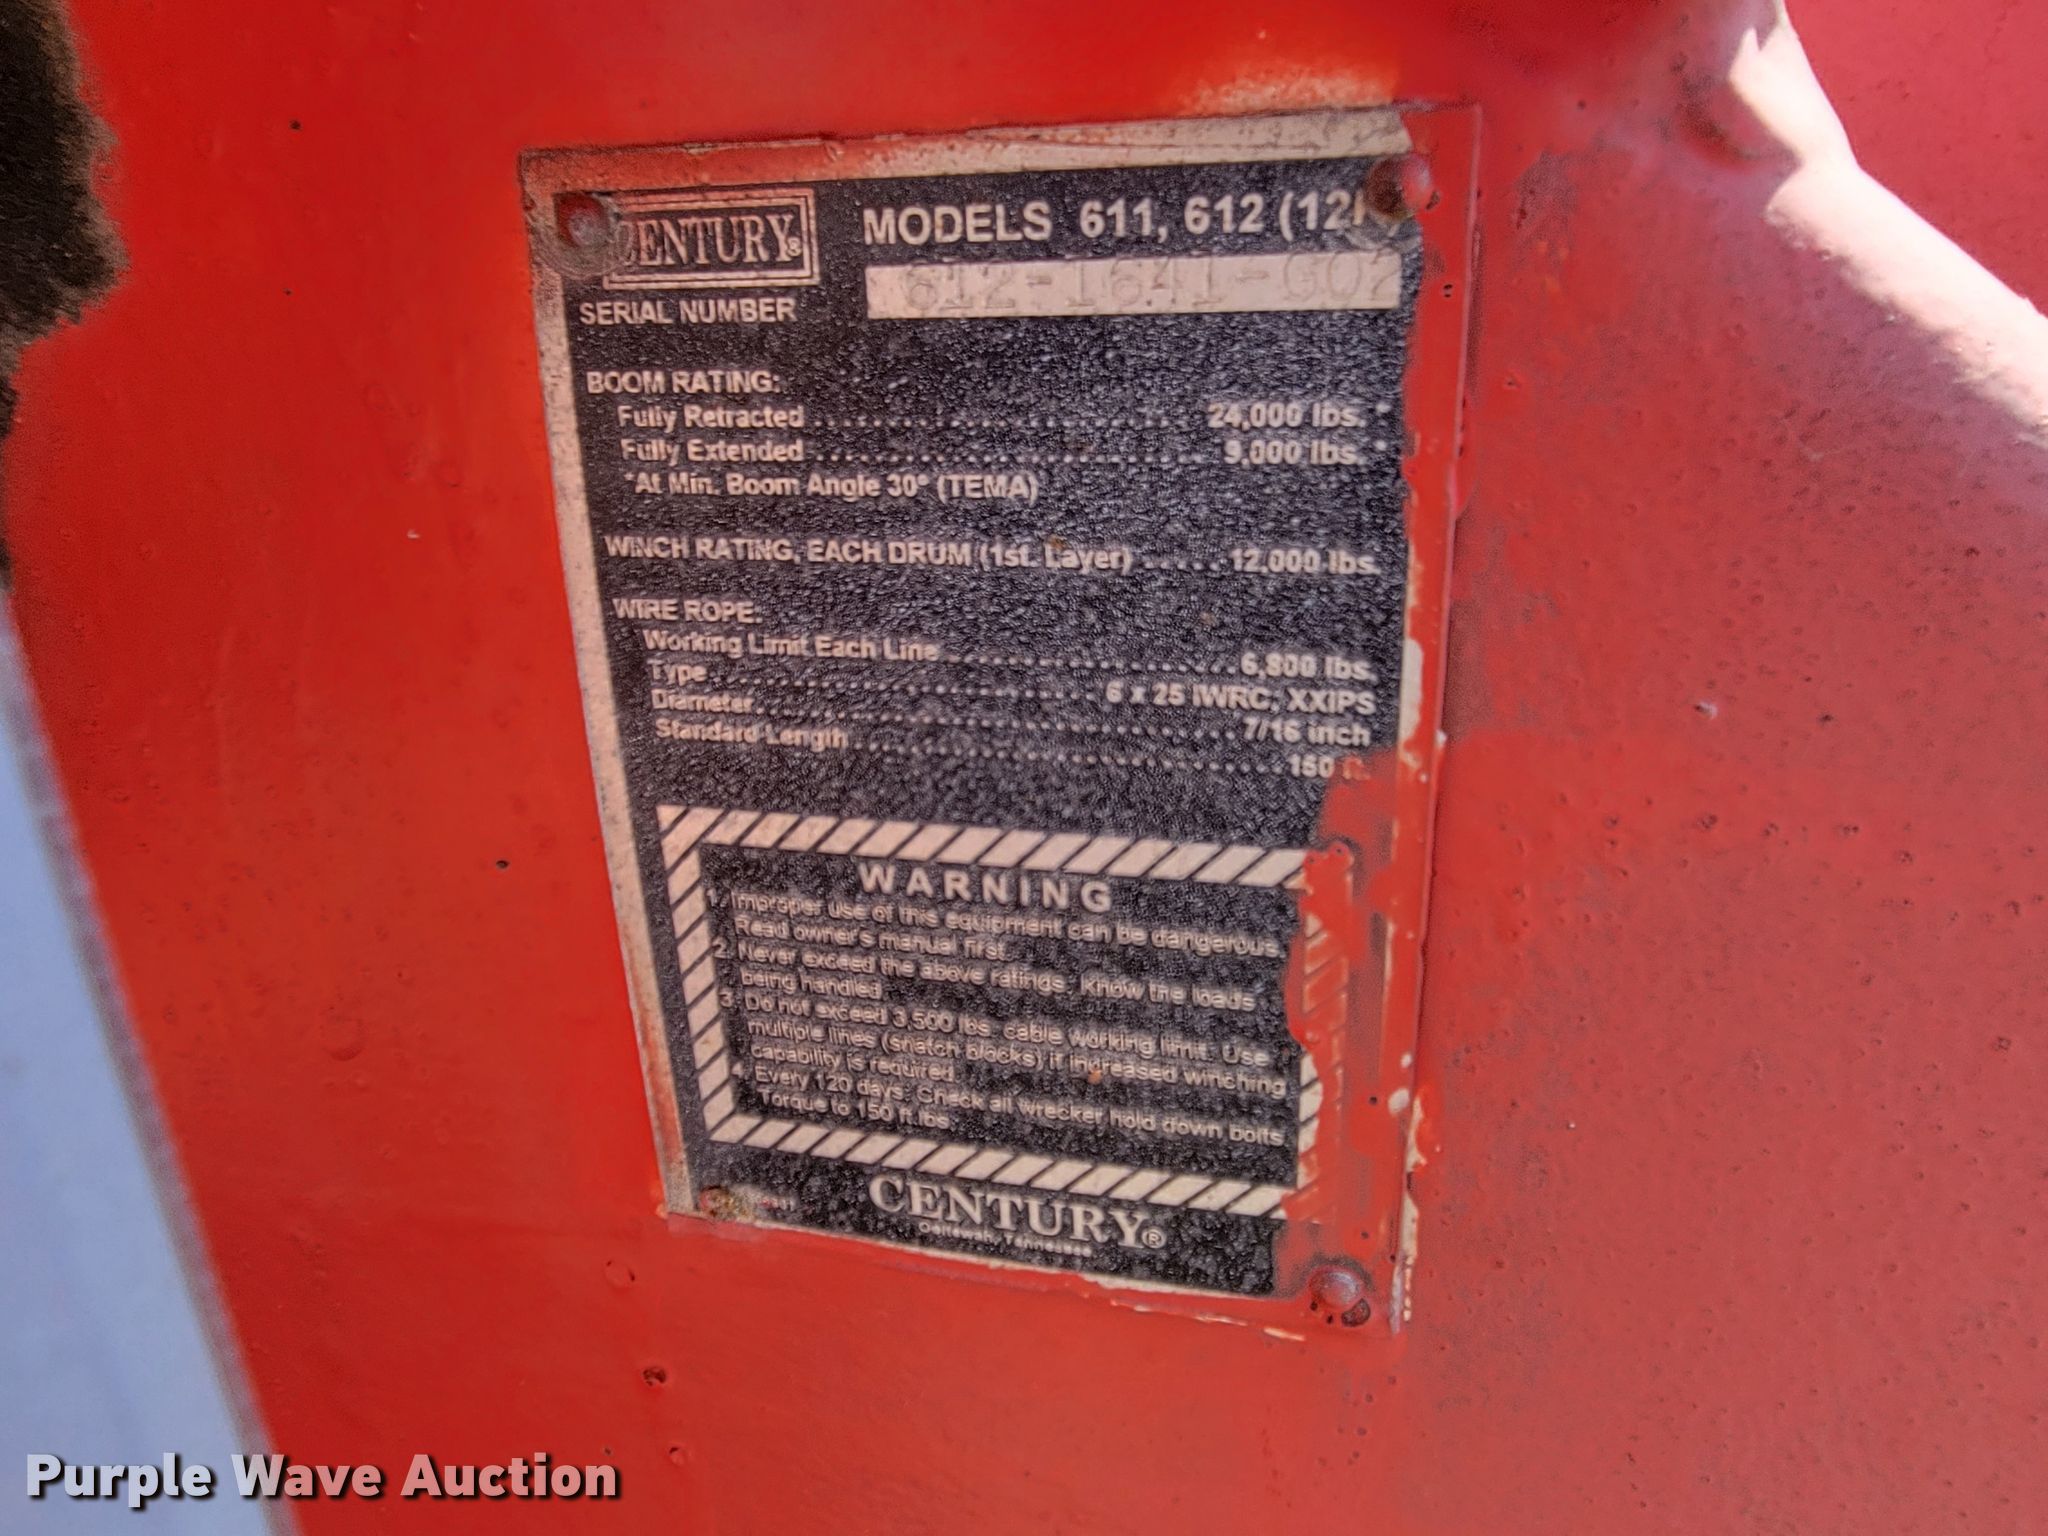 CENTURY®
MODELS 611, 612 (12
SERIAL NUMBER 612-1641-G02
BOOM RATING:
Fully Retracted 24,000 lbs. *
Fully Extended 9,000 lbs. *
*At Min. Boom Angle 30° (TEMA)
WINCH RATING, EACH DRUM (1st. Layer) 12,000 lbs.
WIRE ROPE:
Working Limit Each Line 6,800 lbs.
Type 6 x 25 IWRC, XXIPS
Diameter 7/16 inch
Standard Length 150 ft.
WARNING
1. Improper use of this equipment can be dangerous.
Read owner's manual first.
2. Never exceed the above ratings. Know the loads
being handled.
3. Do not exceed 3,500 lbs. cable working limit. Use
multiple lines (snatch blocks) if increased winching
capability is required.
4. Every 120 days: Check all wrecker hold down bolts.
Torque to 150 ft.lbs.
CENTURY®
Ooltewah, Tennessee
Purple Wave Auction